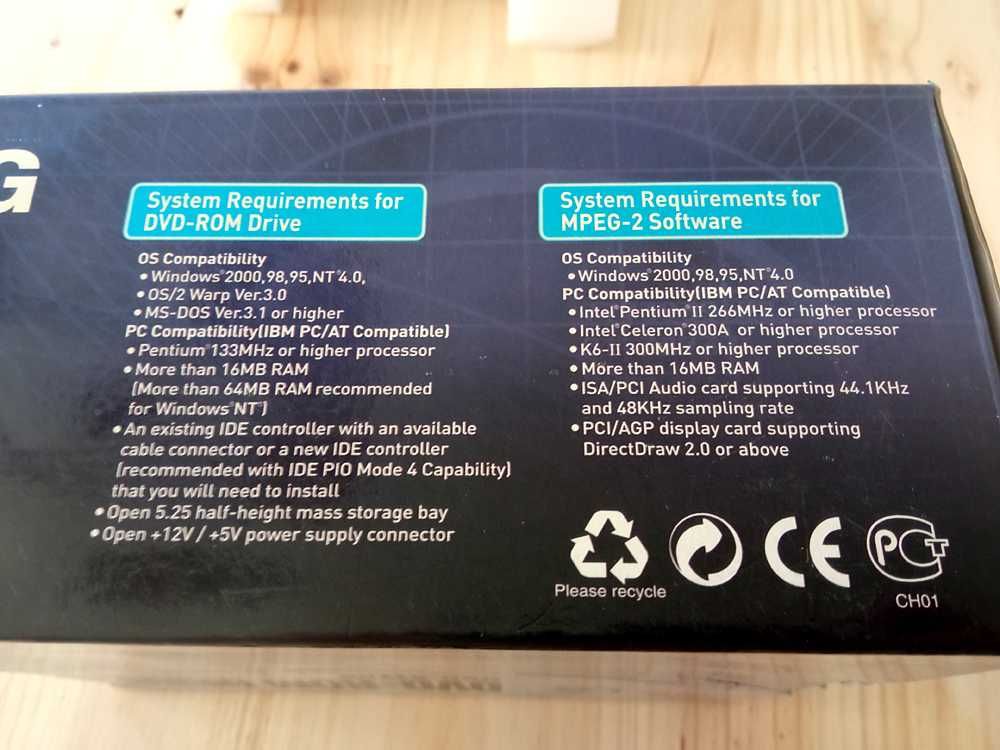 G
System Requirements for
DVD-ROM Drive
OS Compatibility
• Windows® 2000,98,95,NT® 4.0,
• OS/2 Warp Ver.3.0
• MS-DOS Ver.3.1 or higher
PC Compatibility(IBM PC/AT Compatible)
• Pentium® 133MHz or higher processor
• More than 16MB RAM
(More than 64MB RAM recommended
for Windows® NT®)
• An existing IDE controller with an available
cable connector or a new IDE controller
(recommended with IDE PIO Mode 4 Capability)
that you will need to install
• Open 5.25 half-height mass storage bay
• Open +12V / +5V power supply connector
System Requirements for
MPEG-2 Software
OS Compatibility
• Windows® 2000,98,95,NT® 4.0
PC Compatibility(IBM PC/AT Compatible)
• Intel® Pentium® II 266MHz or higher processor
• Intel® Celeron® 300A or higher processor
• K6-II 300MHz or higher processor
• More than 16MB RAM
• ISA/PCI Audio card supporting 44.1KHz
and 48KHz sampling rate
• PCI/AGP display card supporting
DirectDraw 2.0 or above
Please recycle
CE
PCT
CH01